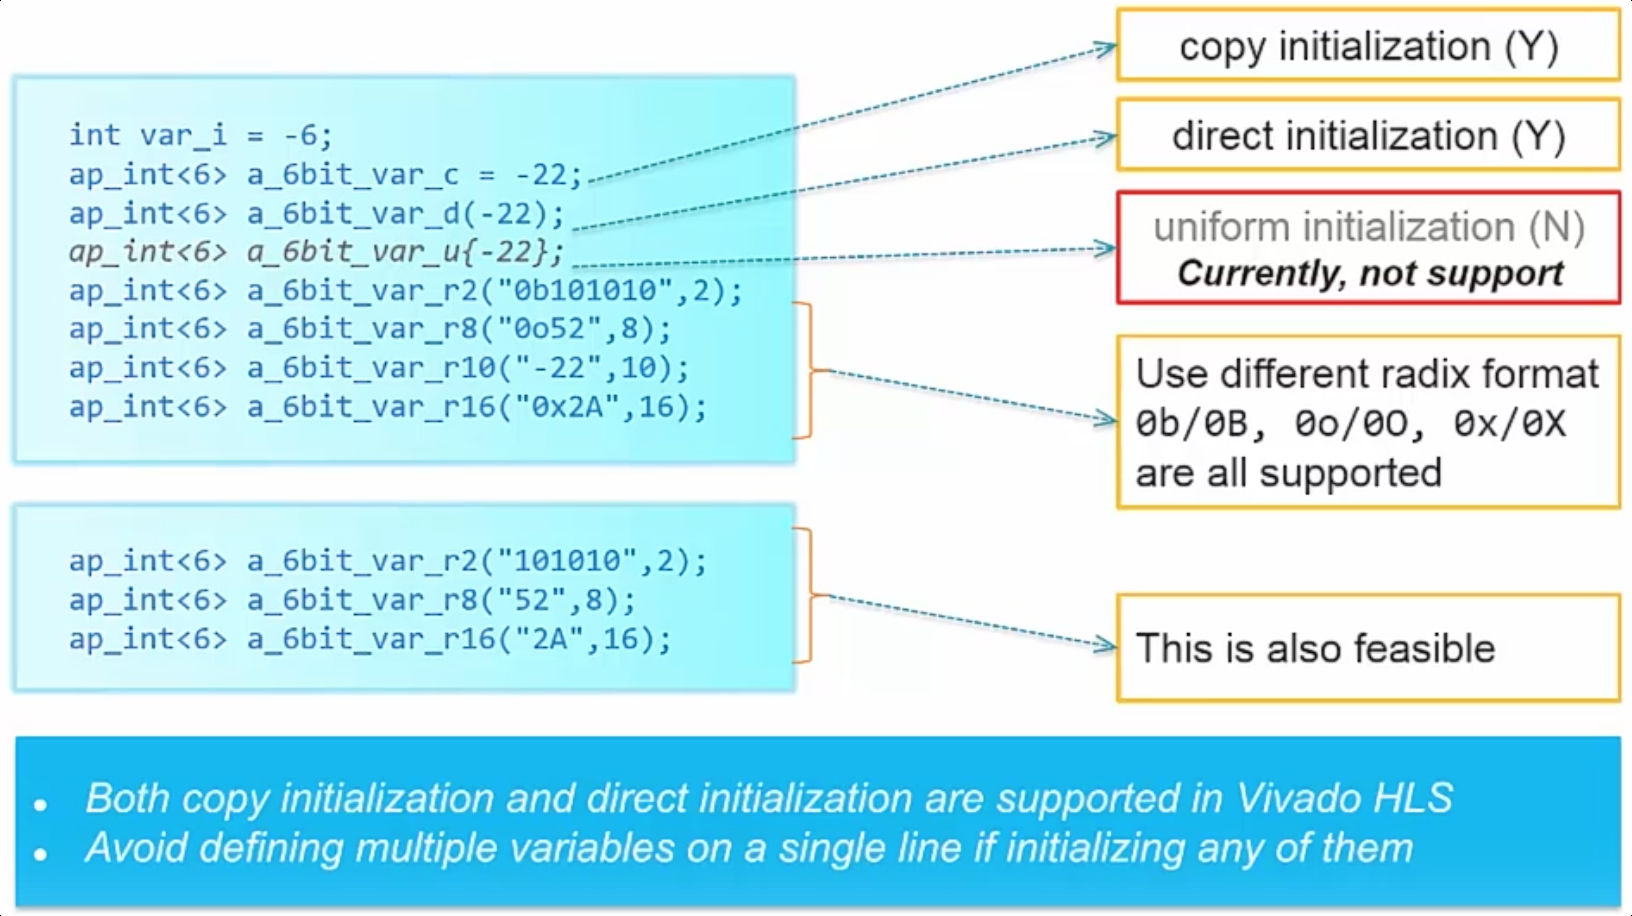 int var_i = -6;
ap_int<6> a_6bit_var_c = -22;
ap_int<6> a_6bit_var_d(-22);
ap_int<6> a_6bit_var_u{-22};
ap_int<6> a_6bit_var_r2("0b101010",2);
ap_int<6> a_6bit_var_r8("0o52",8);
ap_int<6> a_6bit_var_r10("-22",10);
ap_int<6> a_6bit_var_r16("0x2A",16);
copy initialization (Y)
direct initialization (Y)
uniform initialization (N)
Currently, not support
Use different radix format
0b/0B, 0o/0O, 0x/0X
are all supported
ap_int<6> a_6bit_var_r2("101010",2);
ap_int<6> a_6bit_var_r8("52",8);
ap_int<6> a_6bit_var_r16("2A",16);
This is also feasible
• Both copy initialization and direct initialization are supported in Vivado HLS
• Avoid defining multiple variables on a single line if initializing any of them